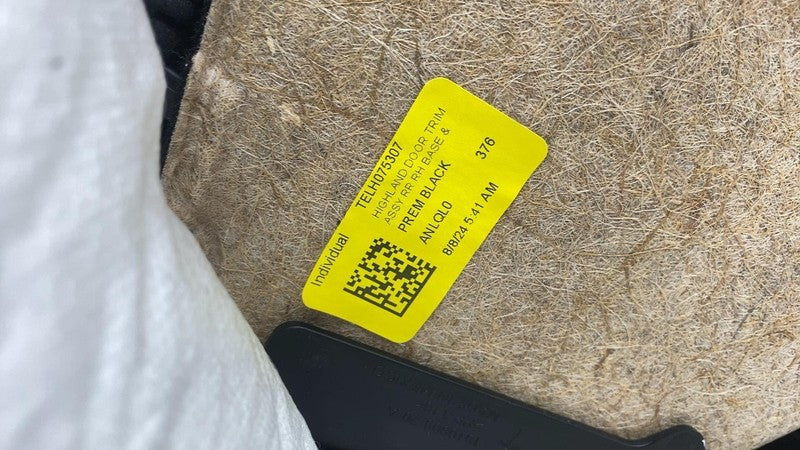 Individual
TELH075307
HIGHLAND DOOR TRIM
ASSY RR RH BASE &
PREM BLACK
ANLQL0
376
8/8/24 5:41 AM